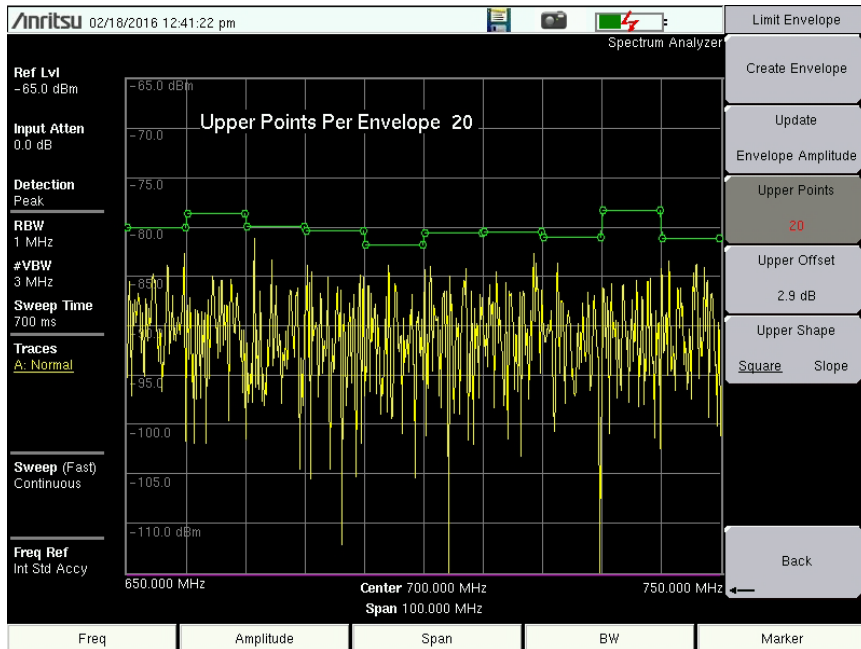 Anritsu 02/18/2016 12:41:22 pm
Spectrum Analyzer
Ref Lvl
-65.0 dBm
Input Atten
0.0 dB
Detection
Peak
RBW
1 MHz
#VBW
3 MHz
Sweep Time
700 ms
Traces
A: Normal
Sweep (Fast)
Continuous
Freq Ref
Int Std Accy
-65.0 dBm
Upper Points Per Envelope 20
-70.0
-75.0
-80.0
-85.0
-95.0
-100.0
-105.0
-110.0 dBm
650.000 MHz
Center 700.000 MHz
750.000 MHz
Span 100.000 MHz
Limit Envelope
Create Envelope
Update
Envelope Amplitude
Upper Points
20
Upper Offset
2.9 dB
Upper Shape
Square Slope
Back
Freq Amplitude Span BW Marker